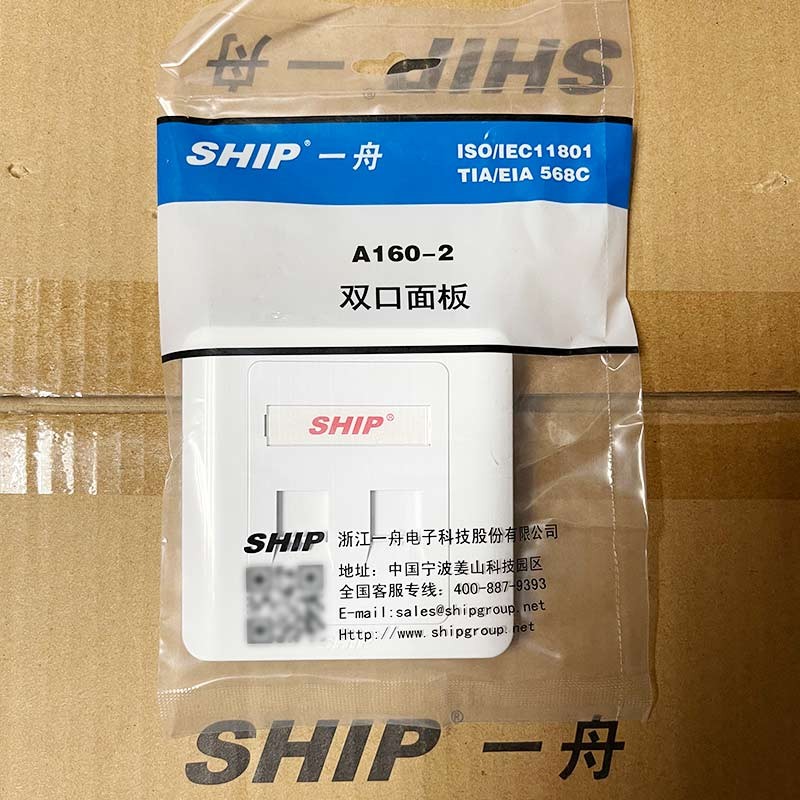 SHIP 一舟
SHIP® 一舟
ISO/IEC11801
TIA/EIA 568C
A160-2
双口面板
SHIP®
SHIP
浙江一舟电子科技股份有限公司
地址:中国宁波姜山科技园区
全国客服专线:400-887-9393
E-mail:sales@shipgroup.net
Http://www.shipgroup.net
SHIP® 一舟